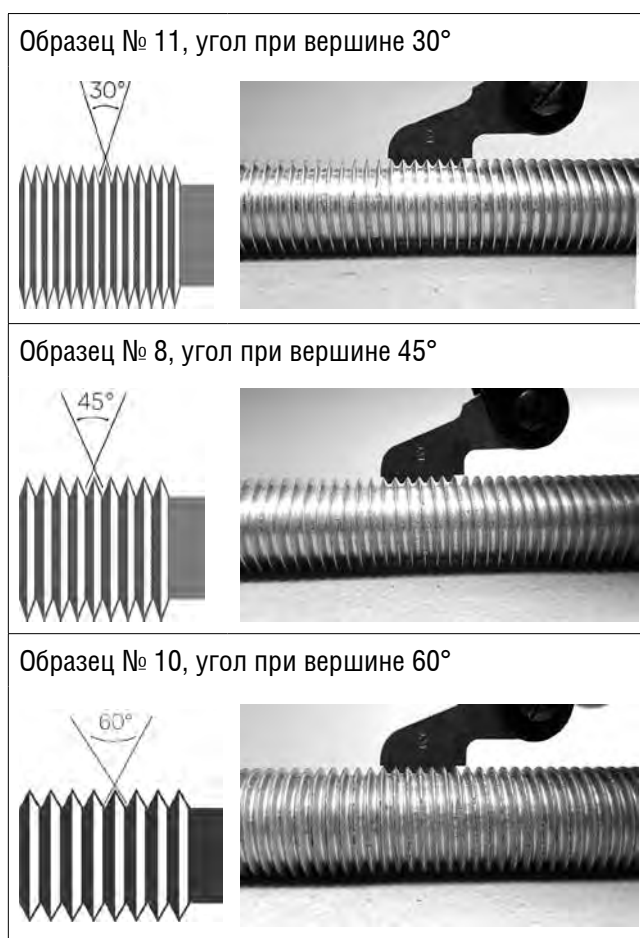 Образец № 11, угол при вершине 30°
30°
Образец № 8, угол при вершине 45°
45°
Образец № 10, угол при вершине 60°
60°